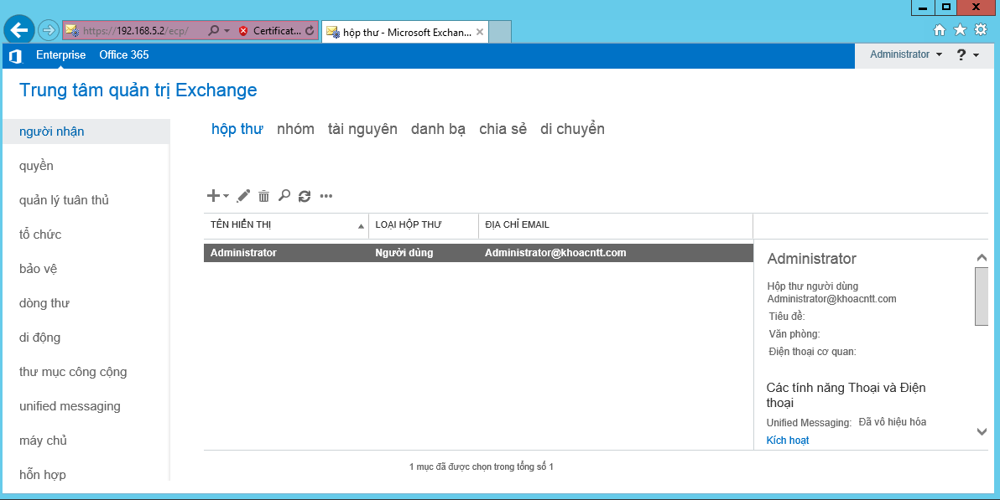 https://192.168.5.2/ecp/ Certificat... hộp thư - Microsoft Exchan...
Enterprise Office 365 Administrator ?
Trung tâm quản trị Exchange
người nhận
quyền
quản lý tuân thủ
tổ chức
bảo vệ
dòng thư
di động
thư mục công cộng
unified messaging
máy chủ
hỗn hợp
hộp thư nhóm tài nguyên danh bạ chia sẻ di chuyển
TÊN HIỂN THỊ LOẠI HỘP THƯ ĐỊA CHỈ EMAIL
Administrator Người dùng Administrator@khoacntt.com
Administrator
Hộp thư người dùng
Administrator@khoacntt.com
Tiêu đề:
Văn phòng:
Điện thoại cơ quan:
Các tính năng Thoại và Điện
thoại
Unified Messaging: Đã vô hiệu hóa
Kích hoạt
1 mục đã được chọn trong tổng số 1